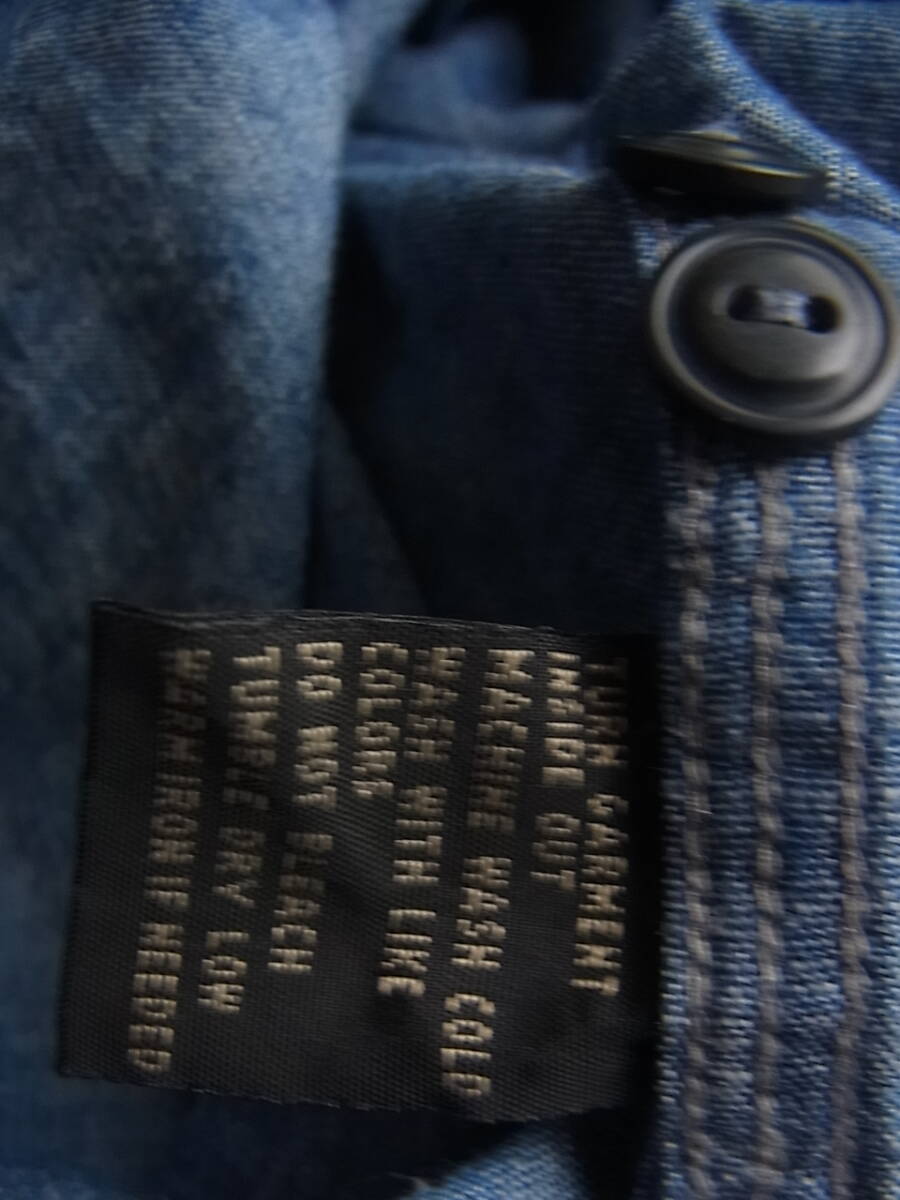 TURN GARMENT
INSIDE OUT
MACHINE WASH COLD
WASH WITH LIKE
COLORS
DO NOT BLEACH
TUMBLE DRY LOW
WARM IRON IF NEEDED